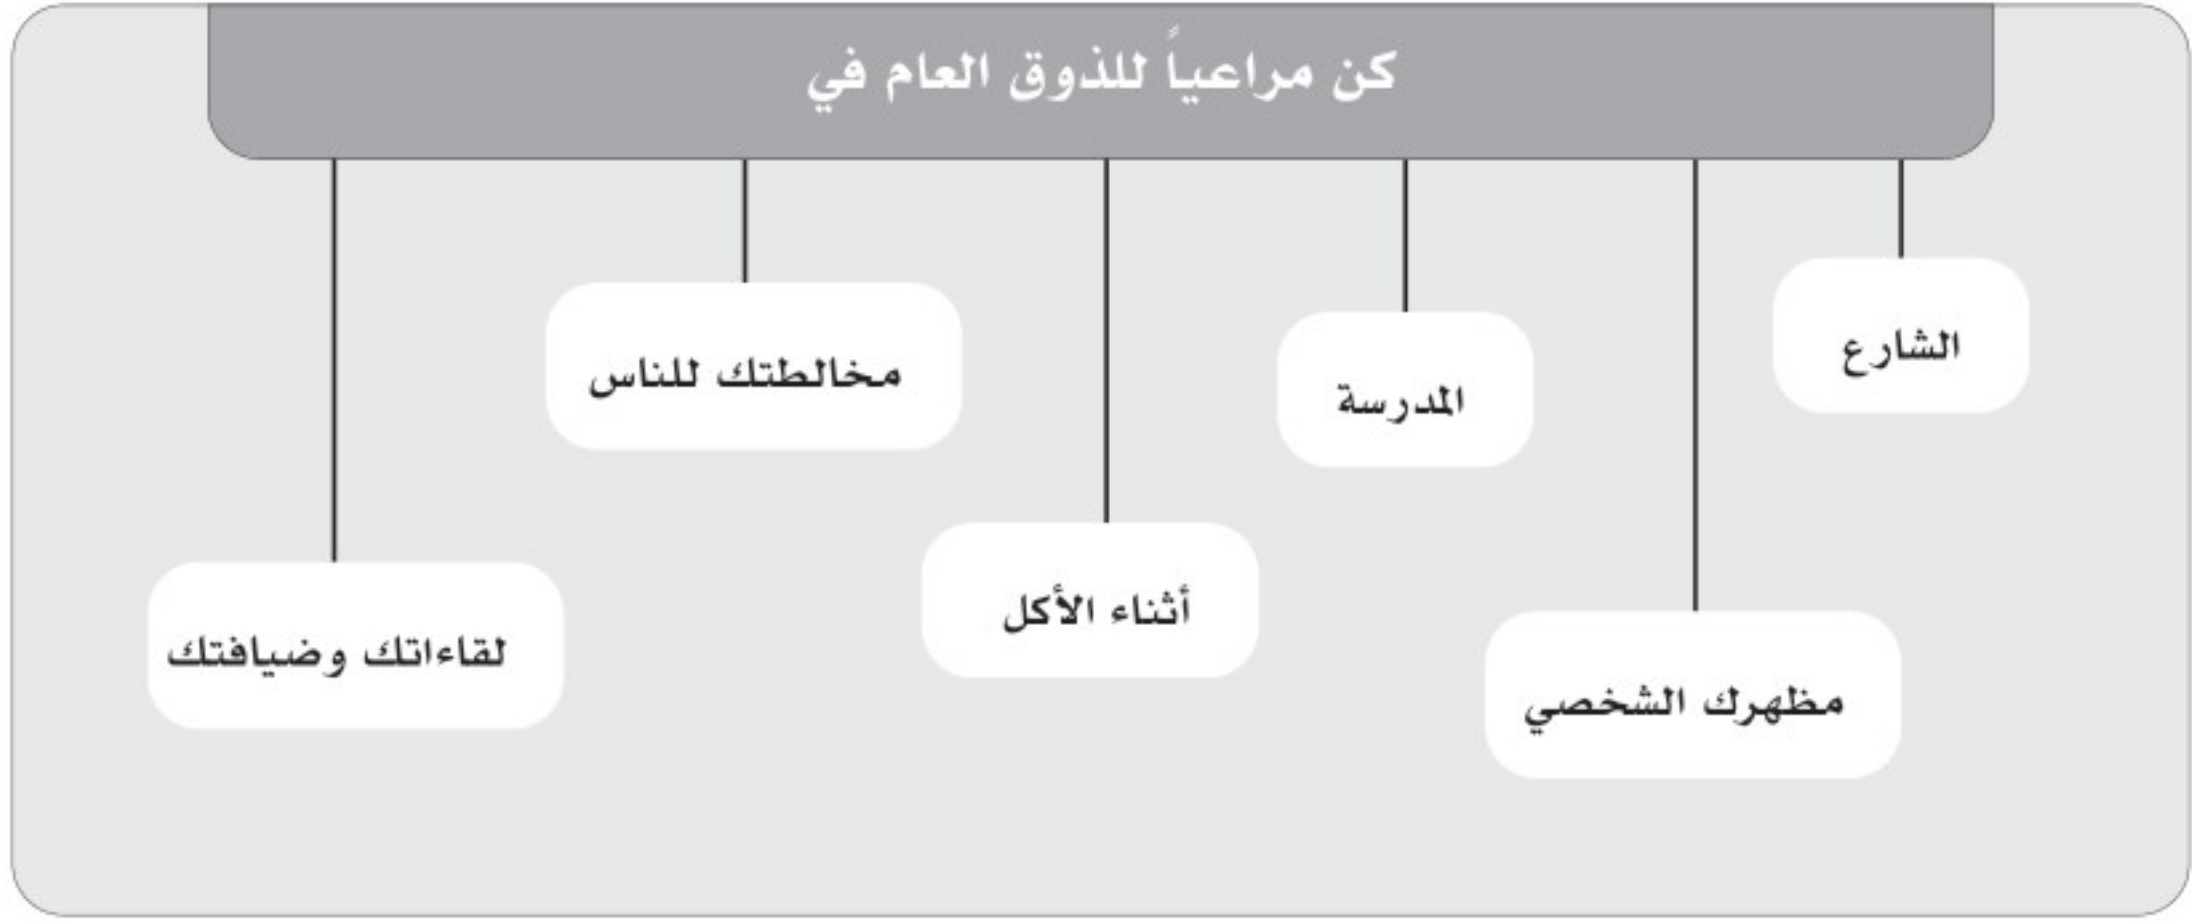 كن مراعياً للذوق العام في
الشارع
مظهرك الشخصي
المدرسة
أثناء الأكل
مخالطتك للناس
لقاءاتك وضيافتك